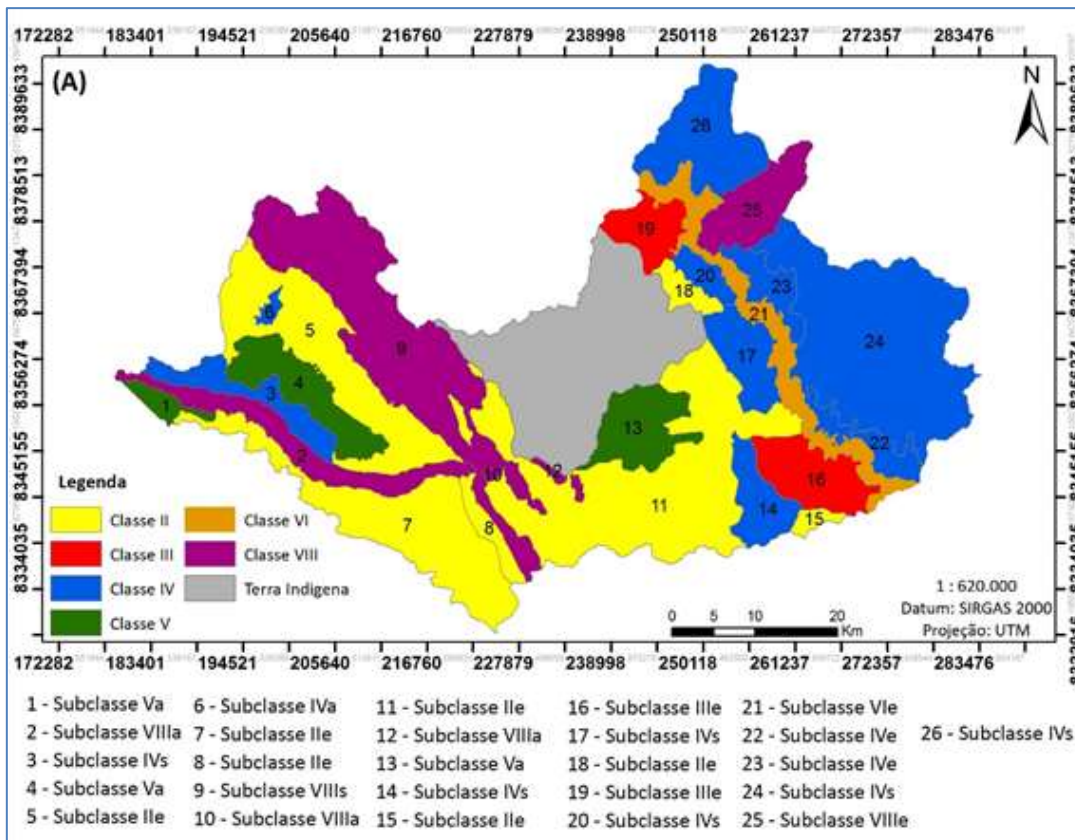 172282 183401 194521 205640 216760 227879 238998 250118 261237 272357 283476
(A)
N
8389633
8389633
8378513
8378513
8367394
8367394
8356274
8356274
8345155
8345155
8334035
8334035
26
25
19
20
23
18
21
6
5
9
24
17
4
3
1
13
22
2
10
12
16
11
14
15
7
8
Legenda
Classe II
Classe VI
Classe III
Classe VIII
Classe IV
Terra Indigena
Classe V
1 : 620.000
Datum: SIRGAS 2000
Projeção: UTM
0 5 10 20
Km
172282 183401 194521 205640 216760 227879 238998 250118 261237 272357 283476
1 - Subclasse Va
2 - Subclasse VIIIa
3 - Subclasse IVs
4 - Subclasse Va
5 - Subclasse IIe
6 - Subclasse IVa
7 - Subclasse IIe
8 - Subclasse IIe
9 - Subclasse VIIIs
10 - Subclasse VIIIa
11 - Subclasse IIe
12 - Subclasse VIIIa
13 - Subclasse Va
14 - Subclasse IVs
15 - Subclasse IIe
16 - Subclasse IIIe
17 - Subclasse IVs
18 - Subclasse IIe
19 - Subclasse IIIe
20 - Subclasse IVs
21 - Subclasse VIe
22 - Subclasse IVe
23 - Subclasse IVe
24 - Subclasse IVs
25 - Subclasse VIIIe
26 - Subclasse IVs